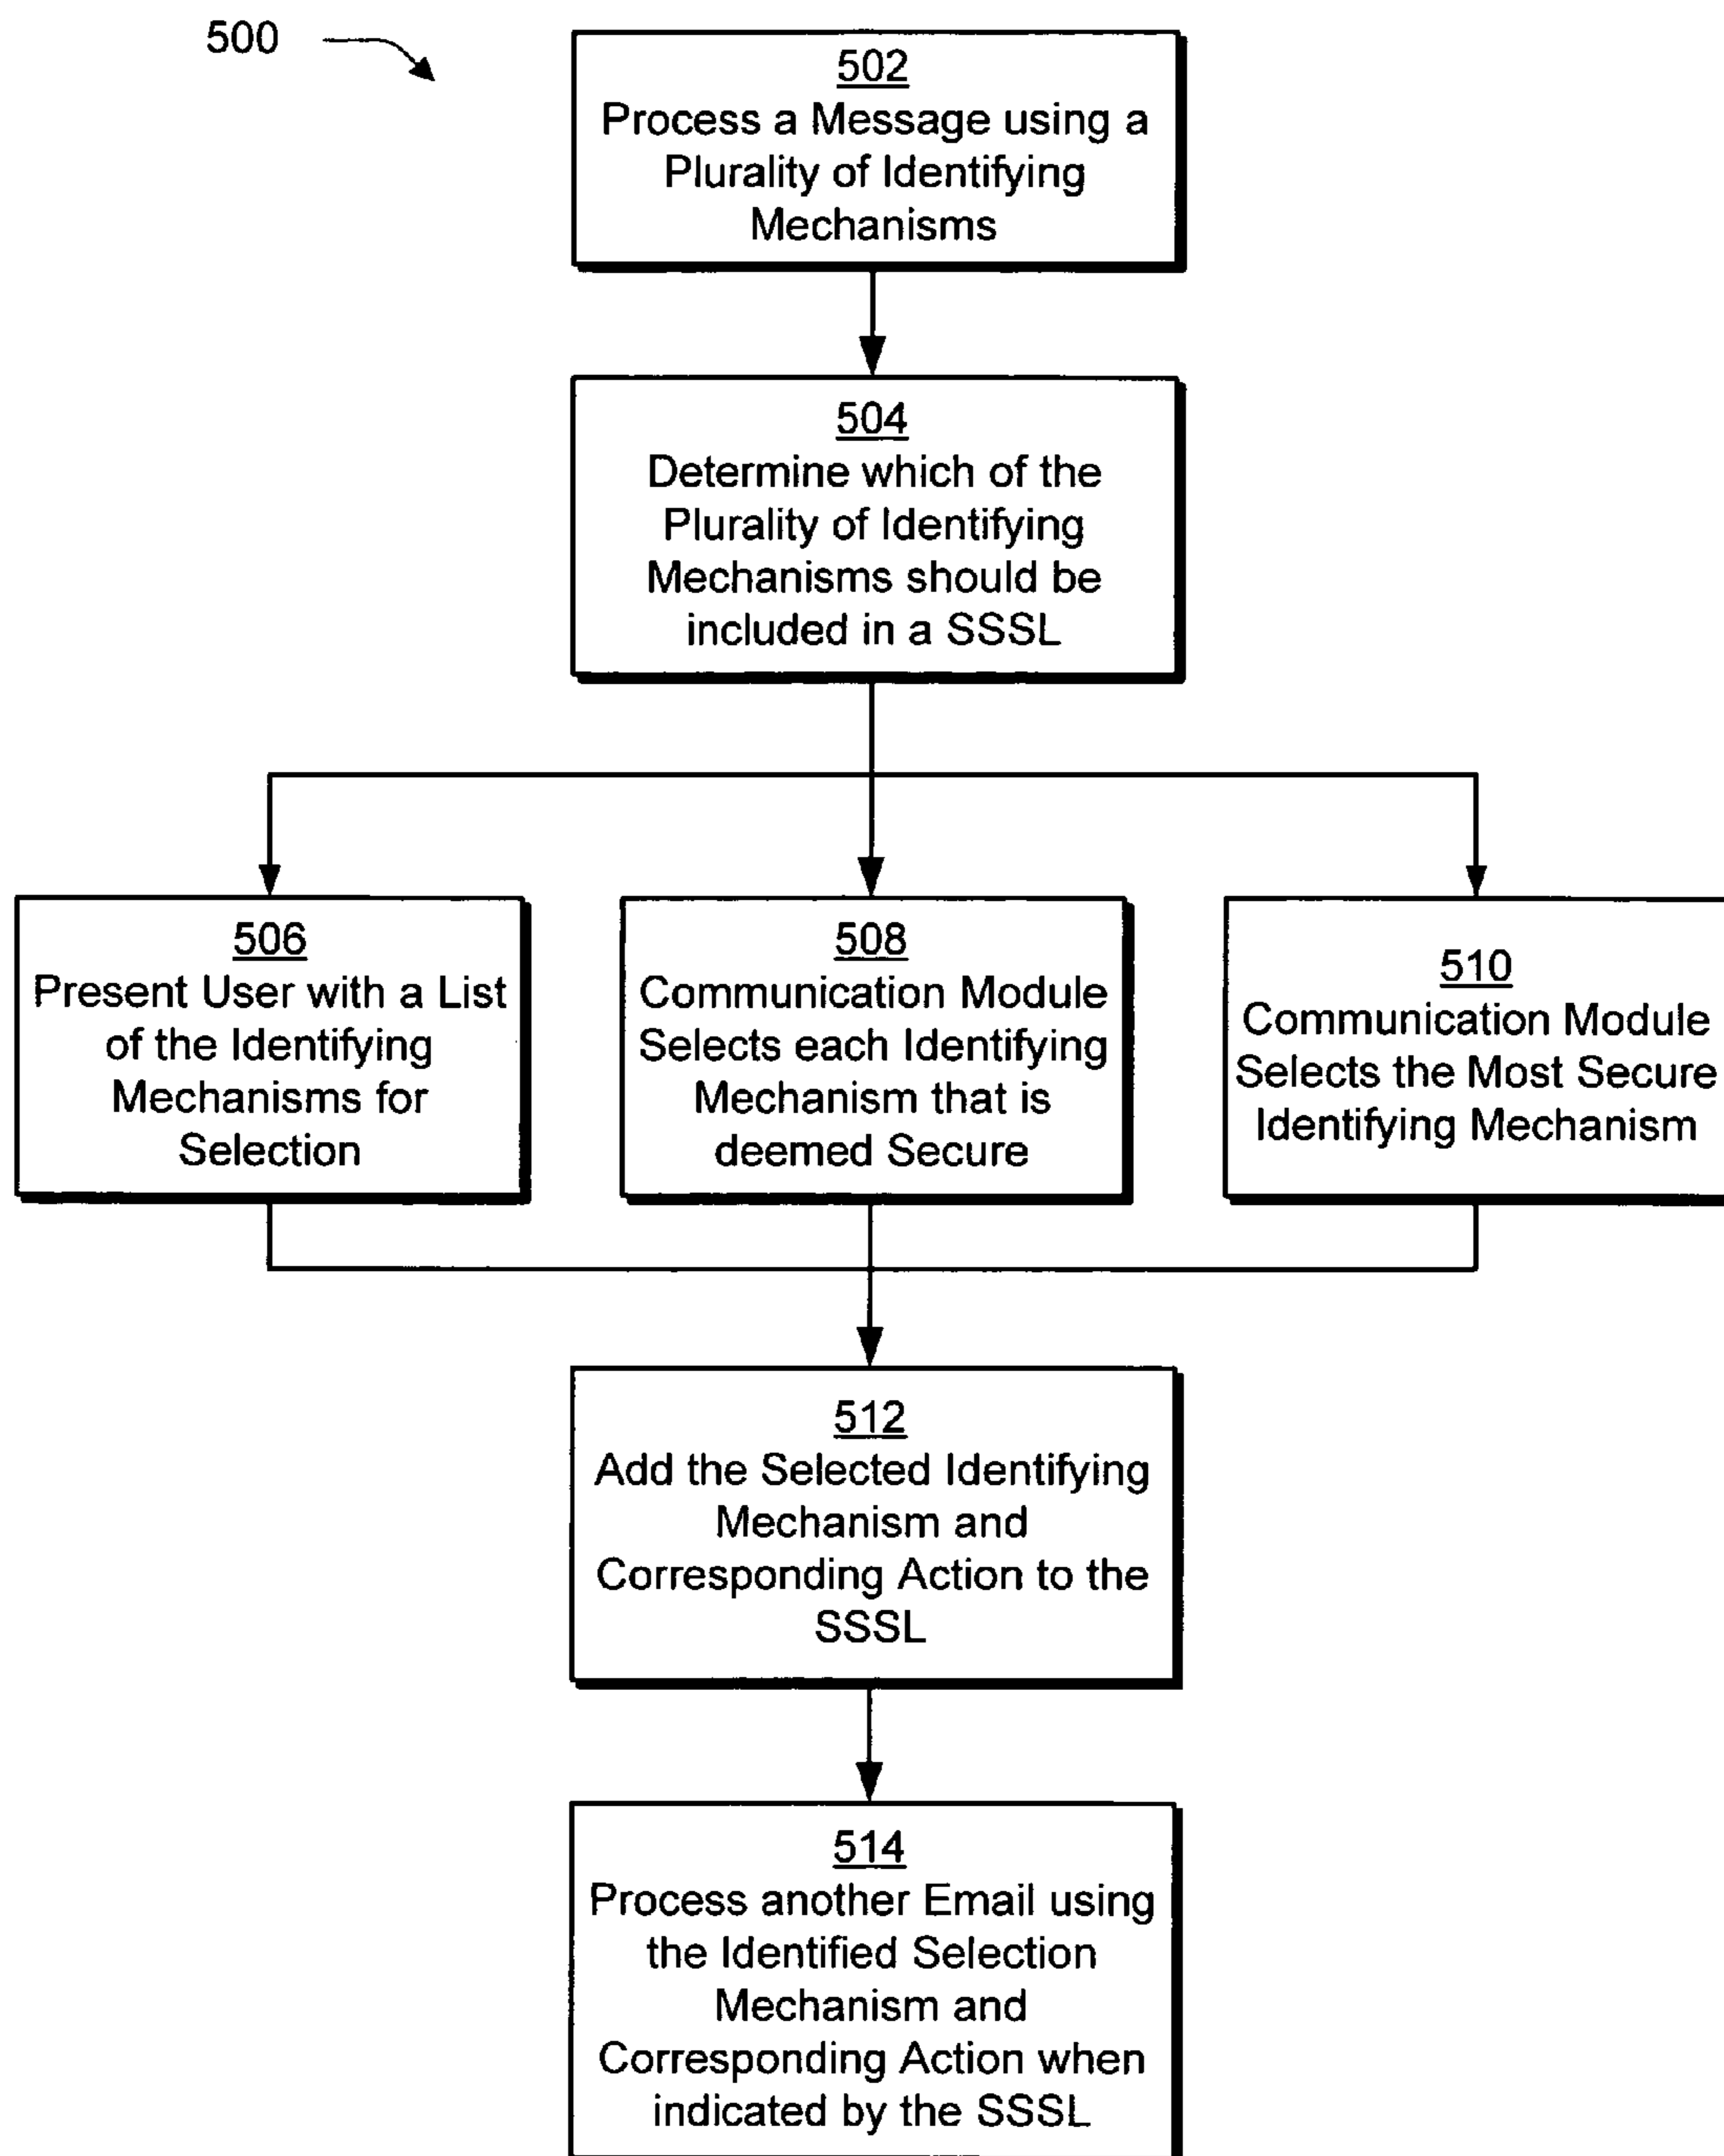 500
502
Process a Message using a
Plurality of Identifying
Mechanisms
504
Determine which of the
Plurality of Identifying
Mechanisms should be
included in a SSSL
506
Present User with a List
of the Identifying
Mechanisms for
Selection
508
Communication Module
Selects each Identifying
Mechanism that is
deemed Secure
510
Communication Module
Selects the Most Secure
Identifying Mechanism
512
Add the Selected Identifying
Mechanism and
Corresponding Action to the
SSSL
514
Process another Email using
the Identified Selection
Mechanism and
Corresponding Action when
indicated by the SSSL